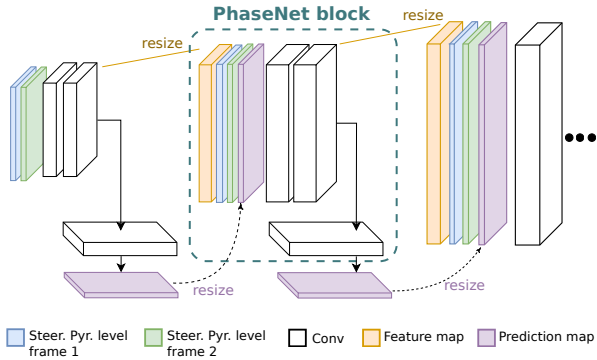 PhaseNet block
resize
resize
resize
resize
Steer. Pyr. level
frame 1
Steer. Pyr. level
frame 2
Conv
Feature map
Prediction map